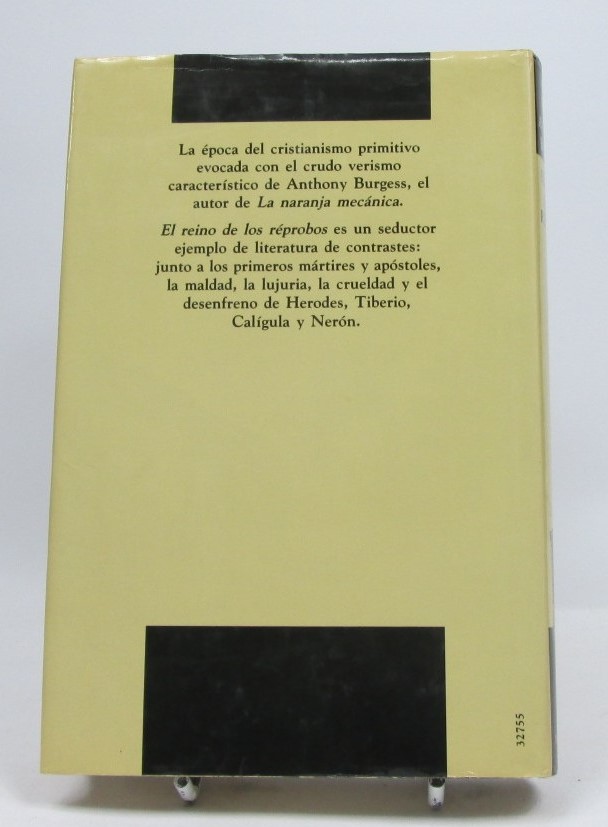 La época del cristianismo primitivo
evocada con el crudo verismo
característico de Anthony Burgess, el
autor de La naranja mecánica.
El reino de los réprobos es un seductor
ejemplo de literatura de contrastes:
junto a los primeros mártires y apóstoles,
la maldad, la lujuria, la crueldad y el
desenfreno de Herodes, Tiberio,
Calígula y Nerón.
32755